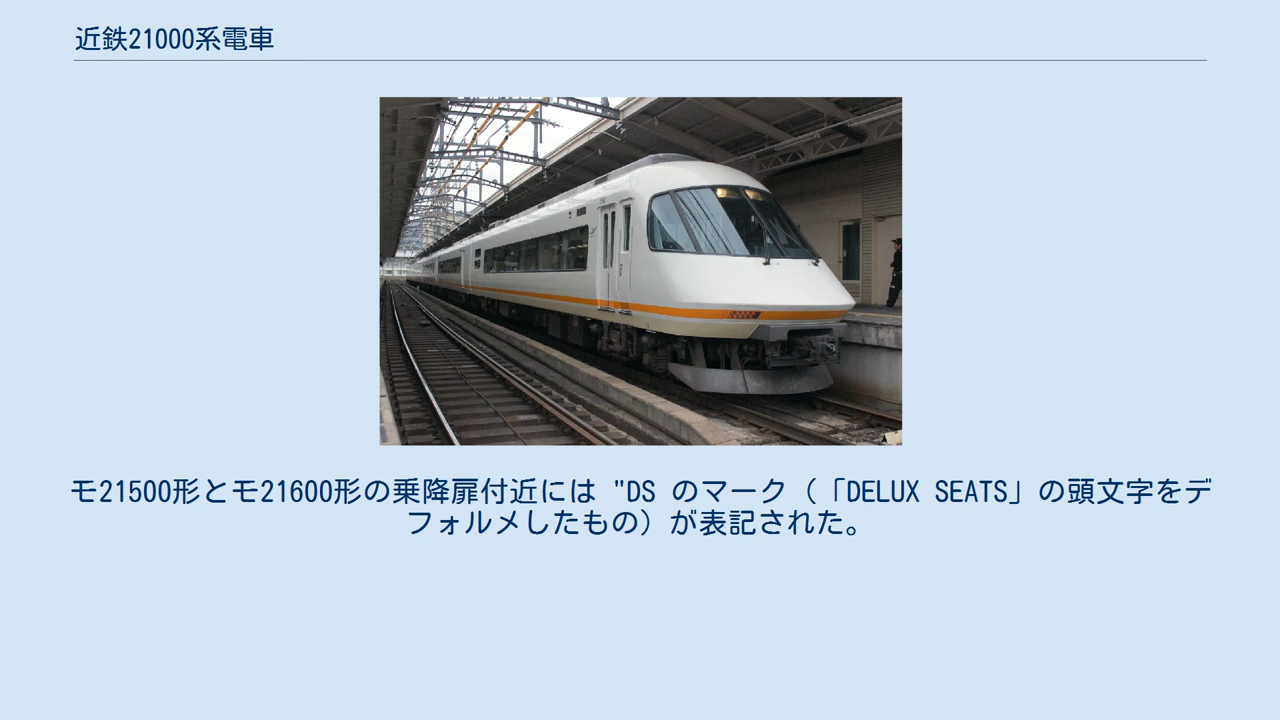 近鉄21000系電車
モ21500形とモ21600形の乗降扉付近には "DS のマーク（「DELUX SEATS」の頭文字をデ
フォルメしたもの）が表記された。